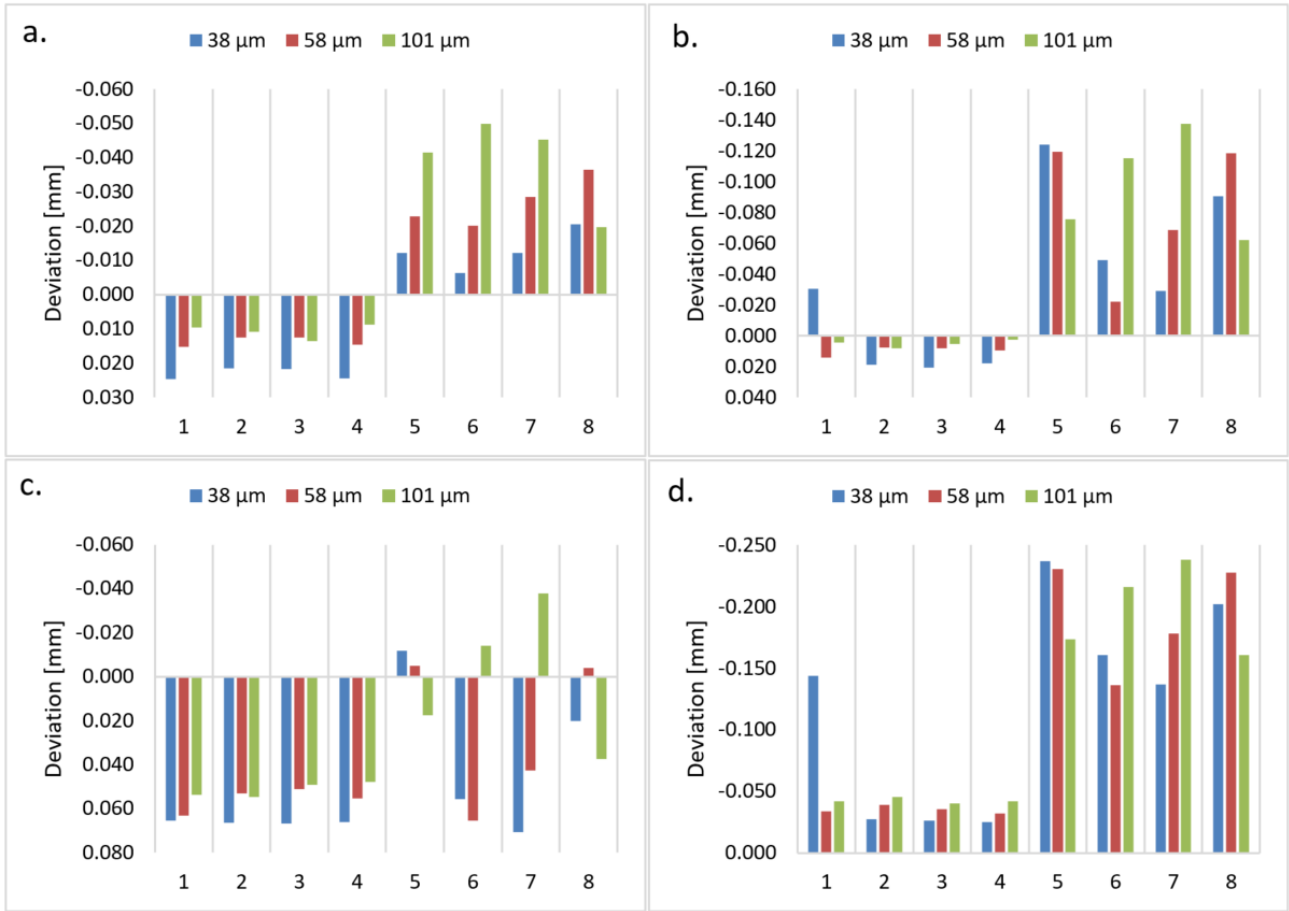 a.
38 µm 58 µm 101 µm
Deviation [mm]
-0.060
-0.050
-0.040
-0.030
-0.020
-0.010
0.000
0.010
0.020
0.030
1 2 3 4 5 6 7 8
b.
38 µm 58 µm 101 µm
Deviation [mm]
-0.160
-0.140
-0.120
-0.100
-0.080
-0.060
-0.040
-0.020
0.000
0.020
0.040
1 2 3 4 5 6 7 8
c.
38 µm 58 µm 101 µm
Deviation [mm]
-0.060
-0.040
-0.020
0.000
0.020
0.040
0.060
0.080
1 2 3 4 5 6 7 8
d.
38 µm 58 µm 101 µm
Deviation [mm]
-0.250
-0.200
-0.150
-0.100
-0.050
0.000
1 2 3 4 5 6 7 8